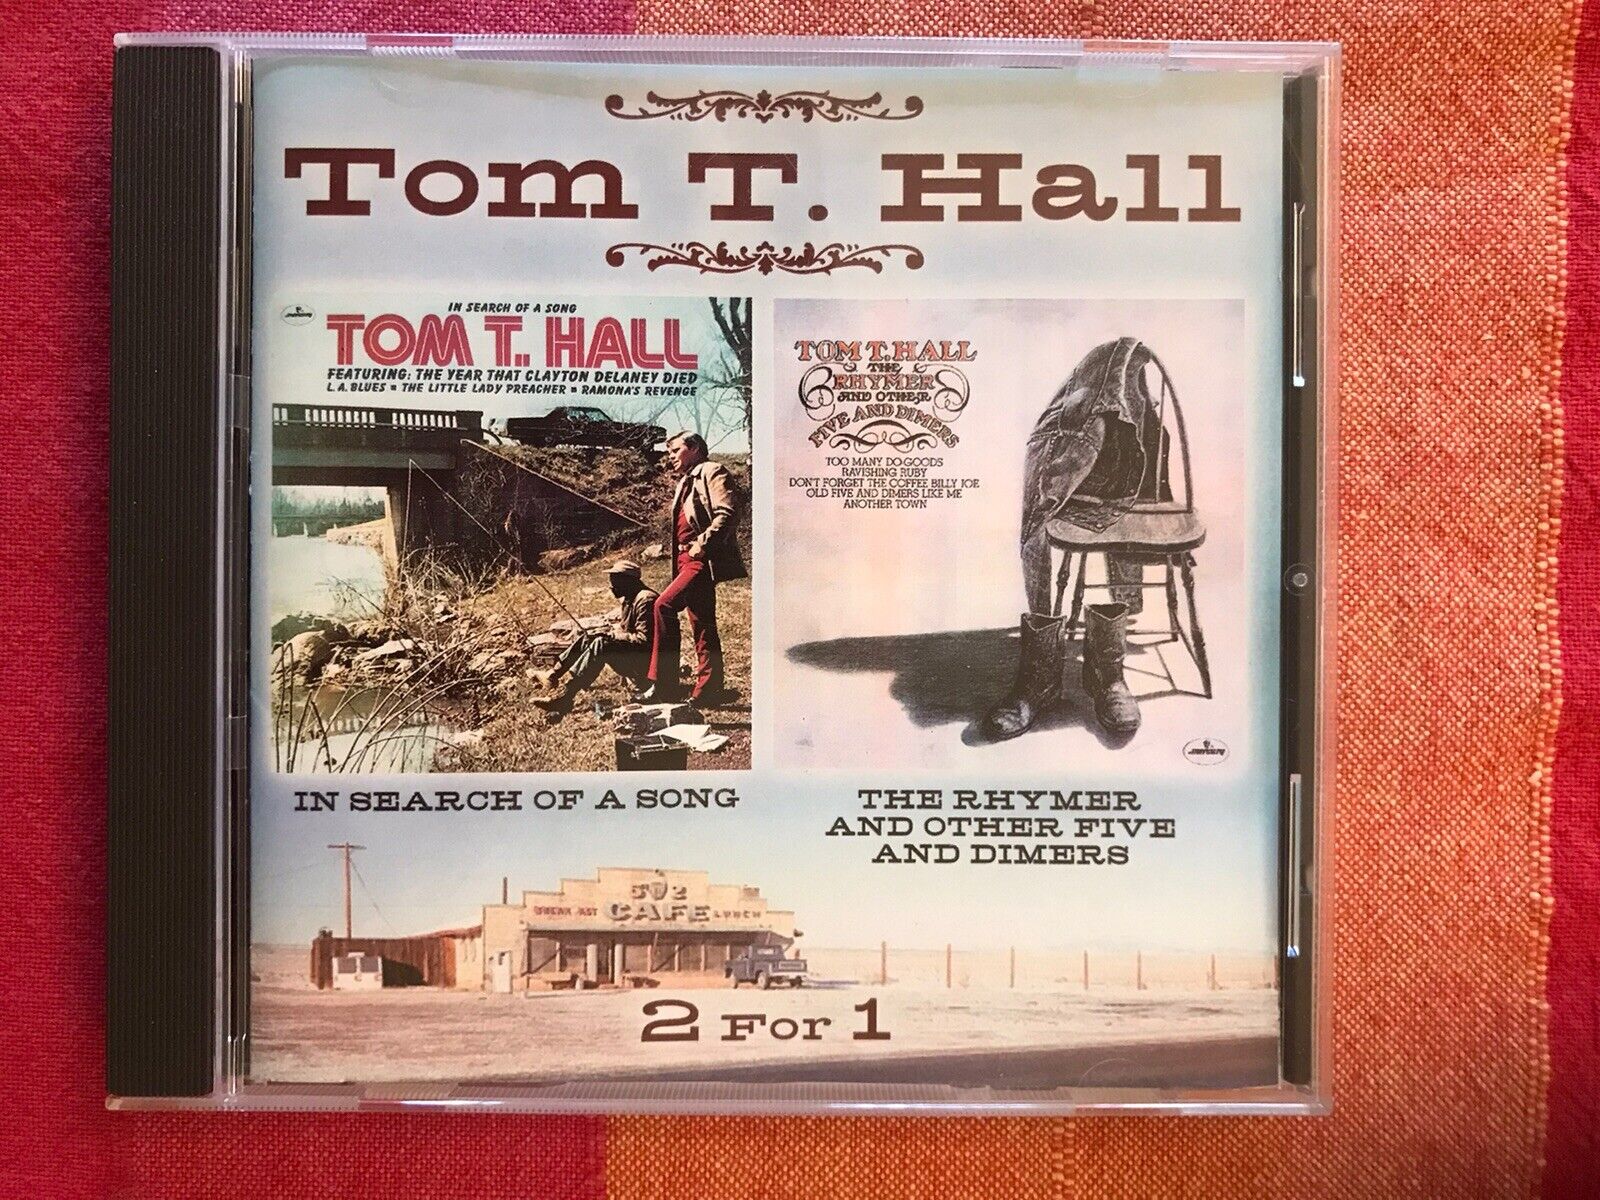 Tom T. Hall
mercury
IN SEARCH OF A SONG
TOM T. HALL
FEATURING: THE YEAR THAT CLAYTON DELANEY DIED
L.A. BLUES ▪ THE LITTLE LADY PREACHER ▪ RAMONA'S REVENGE
TOM T. HALL
THE
RHYMER
AND OTHER
FIVE AND DIMERS
TOO MANY DO-GOODS
RAVISHING RUBY
DON'T FORGET THE COFFEE BILLY JOE
OLD FIVE AND DIMERS LIKE ME
ANOTHER TOWN
mercury
IN SEARCH OF A SONG
THE RHYMER
AND OTHER FIVE
AND DIMERS
CAFE
LUNCH
2 For 1